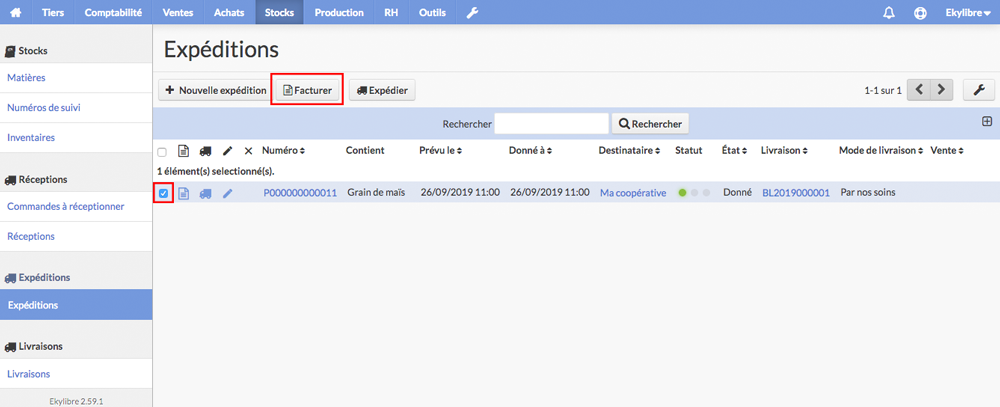 Tiers Comptabilité Ventes Achats Stocks Production RH Outils Ekylibre
Stocks
Matières
Numéros de suivi
Inventaires
Réceptions
Commandes à réceptionner
Réceptions
Expéditions
Expéditions
Livraisons
Livraisons
Ekylibre 2.59.1
Expéditions
Nouvelle expédition Facturer Expédier 1-1 sur 1
Rechercher Rechercher
Numéro Contient Prévu le Donné à Destinataire Statut État Livraison Mode de livraison Vente
1 élément(s) selectionné(s).
P000000000011 Grain de maïs 26/09/2019 11:00 26/09/2019 11:00 Ma coopérative Donné BL2019000001 Par nos soins